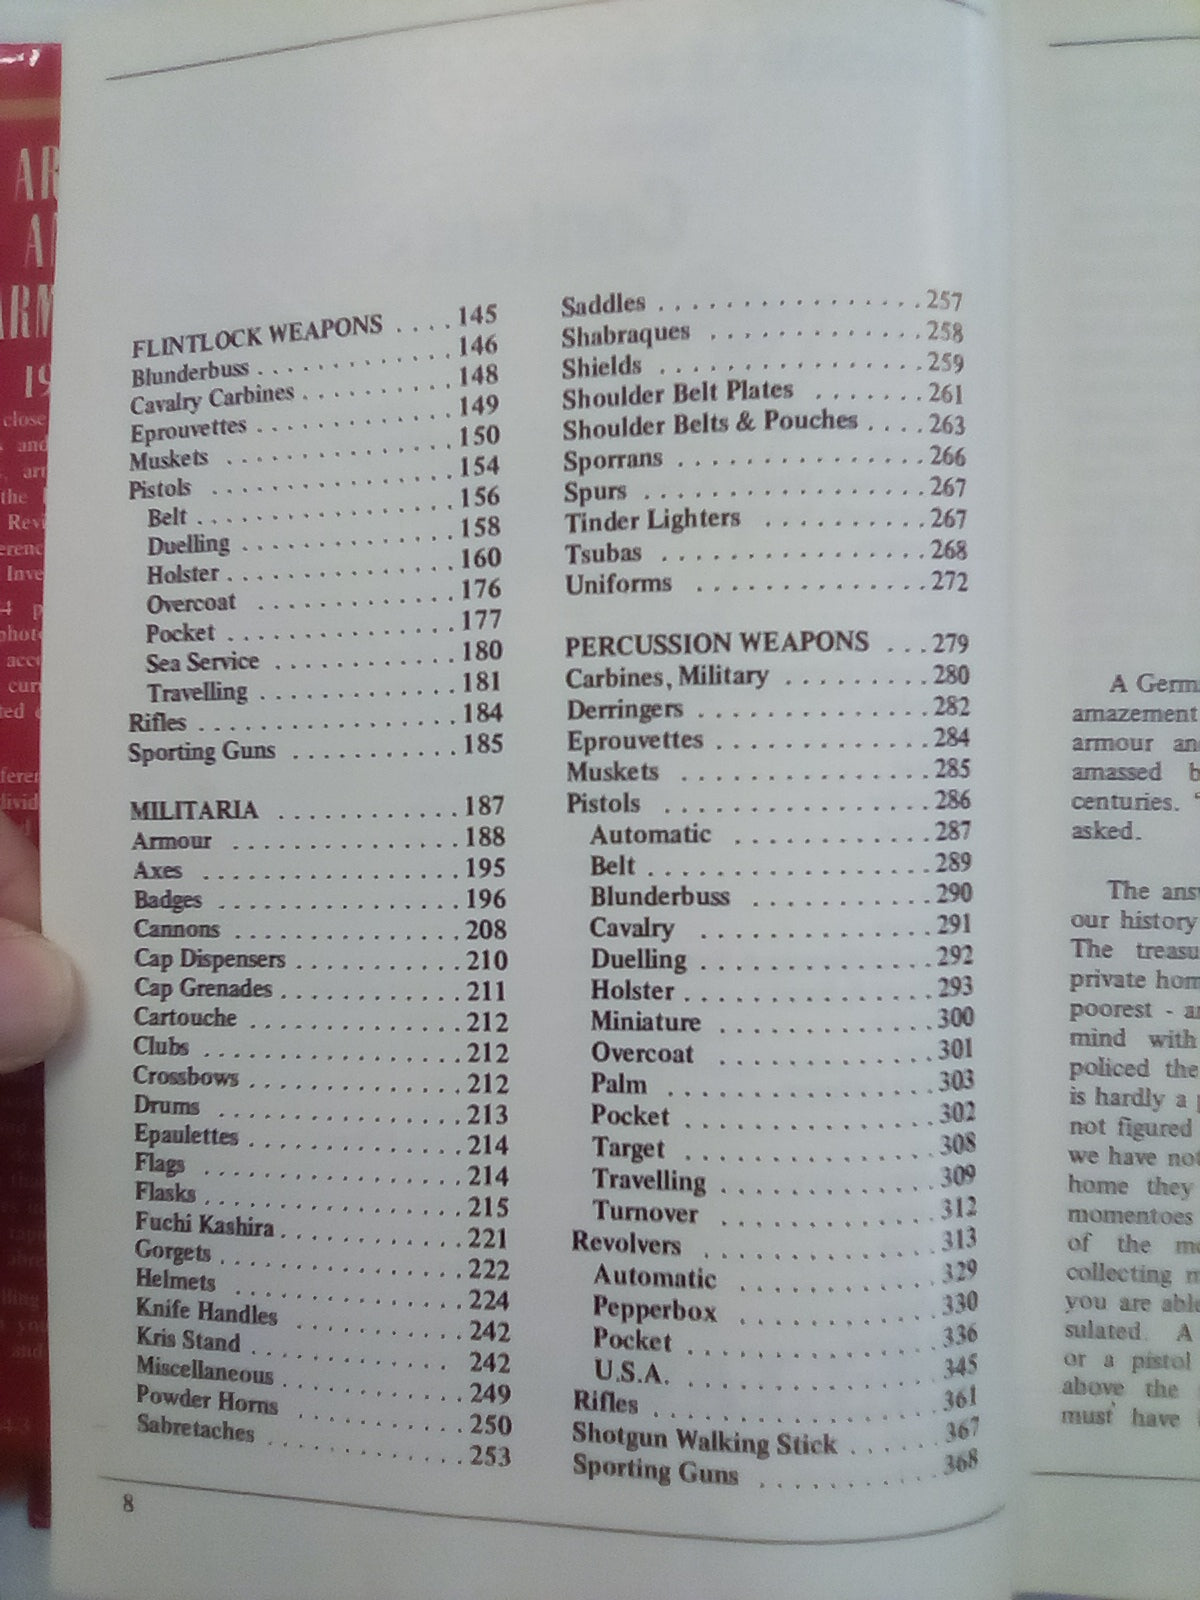 FLINTLOCK WEAPONS . . . . 145
Blunderbuss . . . . . . . . . . . . 146
Cavalry Carbines . . . . . . . . . 148
Eprouvettes . . . . . . . . . . . . 149
Muskets . . . . . . . . . . . . . . 150
Pistols . . . . . . . . . . . . . . . 154
Belt . . . . . . . . . . . . . . . 156
Duelling . . . . . . . . . . . . . 158
Holster . . . . . . . . . . . . . . 160
Overcoat . . . . . . . . . . . . 176
Pocket . . . . . . . . . . . . . . 177
Sea Service . . . . . . . . . . . 180
Travelling . . . . . . . . . . . . 181
Rifles . . . . . . . . . . . . . . . 184
Sporting Guns . . . . . . . . . . 185
MILITARIA . . . . . . . . . . . 187
Armour . . . . . . . . . . . . . . 188
Axes . . . . . . . . . . . . . . . . 195
Badges . . . . . . . . . . . . . . . 196
Cannons . . . . . . . . . . . . . . 208
Cap Dispensers . . . . . . . . . . 210
Cap Grenades . . . . . . . . . . . 211
Cartouche . . . . . . . . . . . . . 212
Clubs . . . . . . . . . . . . . . . 212
Crossbows . . . . . . . . . . . . . 212
Drums . . . . . . . . . . . . . . . 213
Epaulettes . . . . . . . . . . . . . 214
Flags . . . . . . . . . . . . . . . 214
Flasks . . . . . . . . . . . . . . . 215
Fuchi Kashira . . . . . . . . . . . 221
Gorgets . . . . . . . . . . . . . . 222
Helmets . . . . . . . . . . . . . . 224
Knife Handles . . . . . . . . . . 242
Kris Stand . . . . . . . . . . . . 242
Miscellaneous . . . . . . . . . . . 249
Powder Horns . . . . . . . . . . 250
Sabretaches . . . . . . . . . . . . 253
8
Saddles . . . . . . . . . . . . . . . . 257
Shabraques . . . . . . . . . . . . . 258
Shields . . . . . . . . . . . . . . . 259
Shoulder Belt Plates . . . . . . . 261
Shoulder Belts & Pouches . . . . 263
Sporrans . . . . . . . . . . . . . . 266
Spurs . . . . . . . . . . . . . . . . 267
Tinder Lighters . . . . . . . . . . 267
Tsubas . . . . . . . . . . . . . . . 268
Uniforms . . . . . . . . . . . . . 272
PERCUSSION WEAPONS . . . 279
Carbines, Military . . . . . . . . . 280
Derringers . . . . . . . . . . . . . 282
Eprouvettes . . . . . . . . . . . . 284
Muskets . . . . . . . . . . . . . . 285
Pistols . . . . . . . . . . . . . . . 286
Automatic . . . . . . . . . . . 287
Belt . . . . . . . . . . . . . . . 289
Blunderbuss . . . . . . . . . . 290
Cavalry . . . . . . . . . . . . . 291
Duelling . . . . . . . . . . . . . 292
Holster . . . . . . . . . . . . . . 293
Miniature . . . . . . . . . . . . 300
Overcoat . . . . . . . . . . . . 301
Palm . . . . . . . . . . . . . . . 303
Pocket . . . . . . . . . . . . . . 302
Target . . . . . . . . . . . . . . 308
Travelling . . . . . . . . . . . . 309
Turnover . . . . . . . . . . . . 312
Revolvers . . . . . . . . . . . . . 313
Automatic . . . . . . . . . . . 329
Pepperbox . . . . . . . . . . . 330
Pocket . . . . . . . . . . . . . . 336
U.S.A. . . . . . . . . . . . . . . 345
Rifles . . . . . . . . . . . . . . . 361
Shotgun Walking Stick . . . . . . 367
Sporting Guns . . . . . . . . . . 368
A Germ
amazement
armour an
amassed b
centuries.
asked.
The ans
our history
The treasu
private hom
poorest - a
mind with
policed the
is hardly a
not figured
we have not
home they
momentoes
of the mo
collecting m
you are able
sulated. A
or a pistol
above the
must have